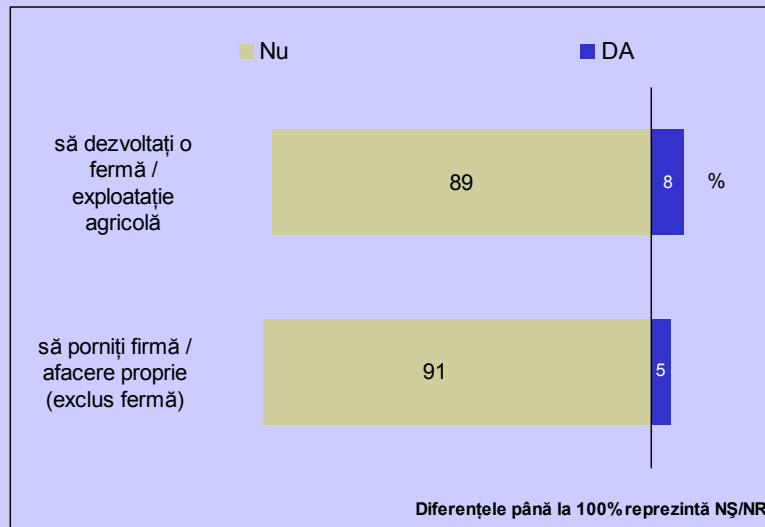 Nu DA
să dezvoltați o
fermă /
exploatație
agricolă
89 8 %
să porniți firmă /
afacere proprie
(exclus fermă)
91 5
Diferențele până la 100% reprezintă NȘ/NR